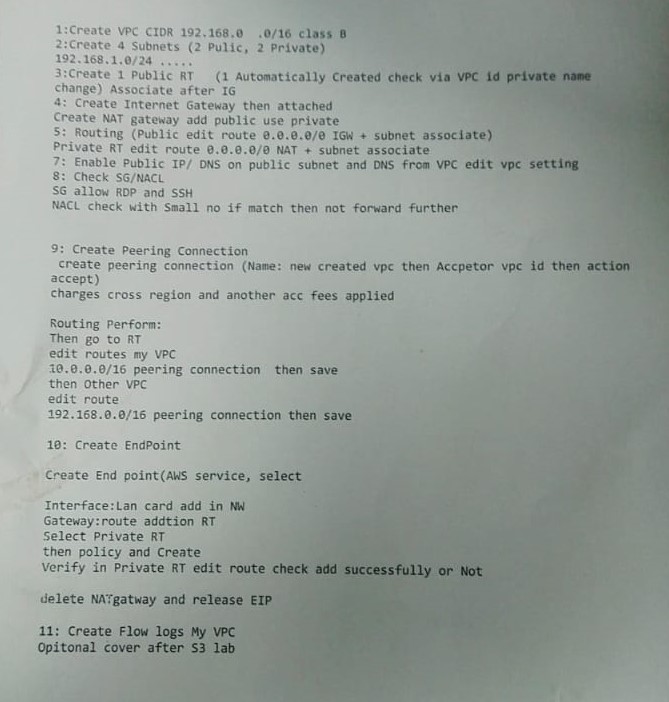 1:Create VPC CIDR 192.168.0 .0/16 class B
2:Create 4 Subnets (2 Pulic, 2 Private)
192.168.1.0/24 .....
3:Create 1 Public RT (1 Automatically Created check via VPC id private name
change) Associate after IG
4: Create Internet Gateway then attached
Create NAT gateway add public use private
5: Routing (Public edit route 0.0.0.0/0 IGW + subnet associate)
Private RT edit route 0.0.0.0/0 NAT + subnet associate
7: Enable Public IP/ DNS on public subnet and DNS from VPC edit vpc setting
8: Check SG/NACL
SG allow RDP and SSH
NACL check with Small no if match then not forward further
9: Create Peering Connection
create peering connection (Name: new created vpc then Accpetor vpc id then action
accept)
charges cross region and another acc fees applied
Routing Perform:
Then go to RT
edit routes my VPC
10.0.0.0/16 peering connection then save
then Other VPC
edit route
192.168.0.0/16 peering connection then save
10: Create EndPoint
Create End point(AWS service, select
Interface:Lan card add in NW
Gateway:route addtion RT
Select Private RT
then policy and Create
Verify in Private RT edit route check add successfully or Not
delete NATgatway and release EIP
11: Create Flow logs My VPC
Opitonal cover after S3 lab